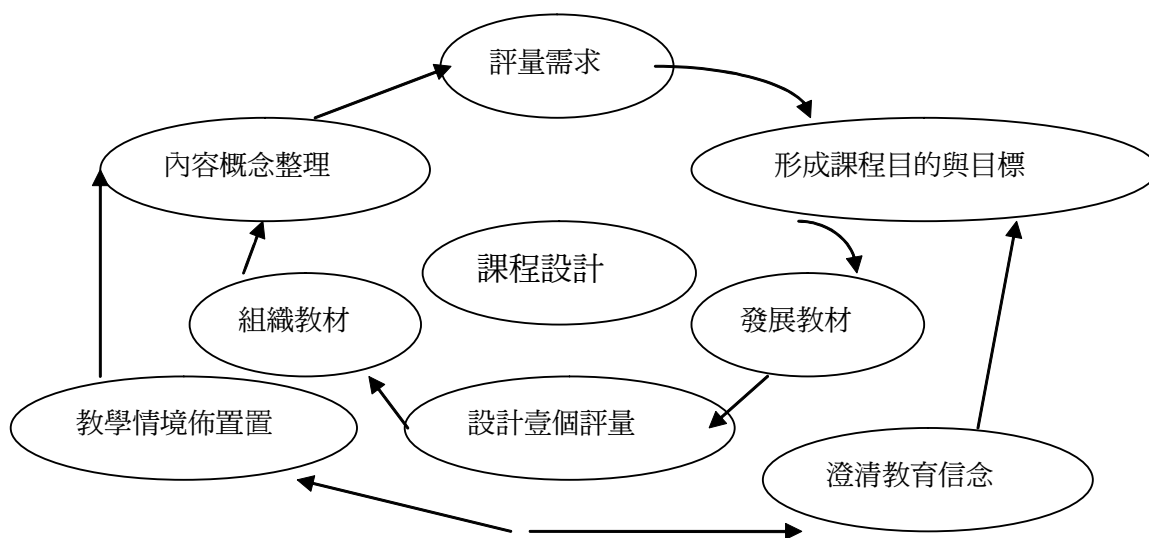 評量需求
內容概念整理
形成課程目的與目標
課程設計
組織教材
發展教材
教學情境佈置置
設計壹個評量
澄清教育信念